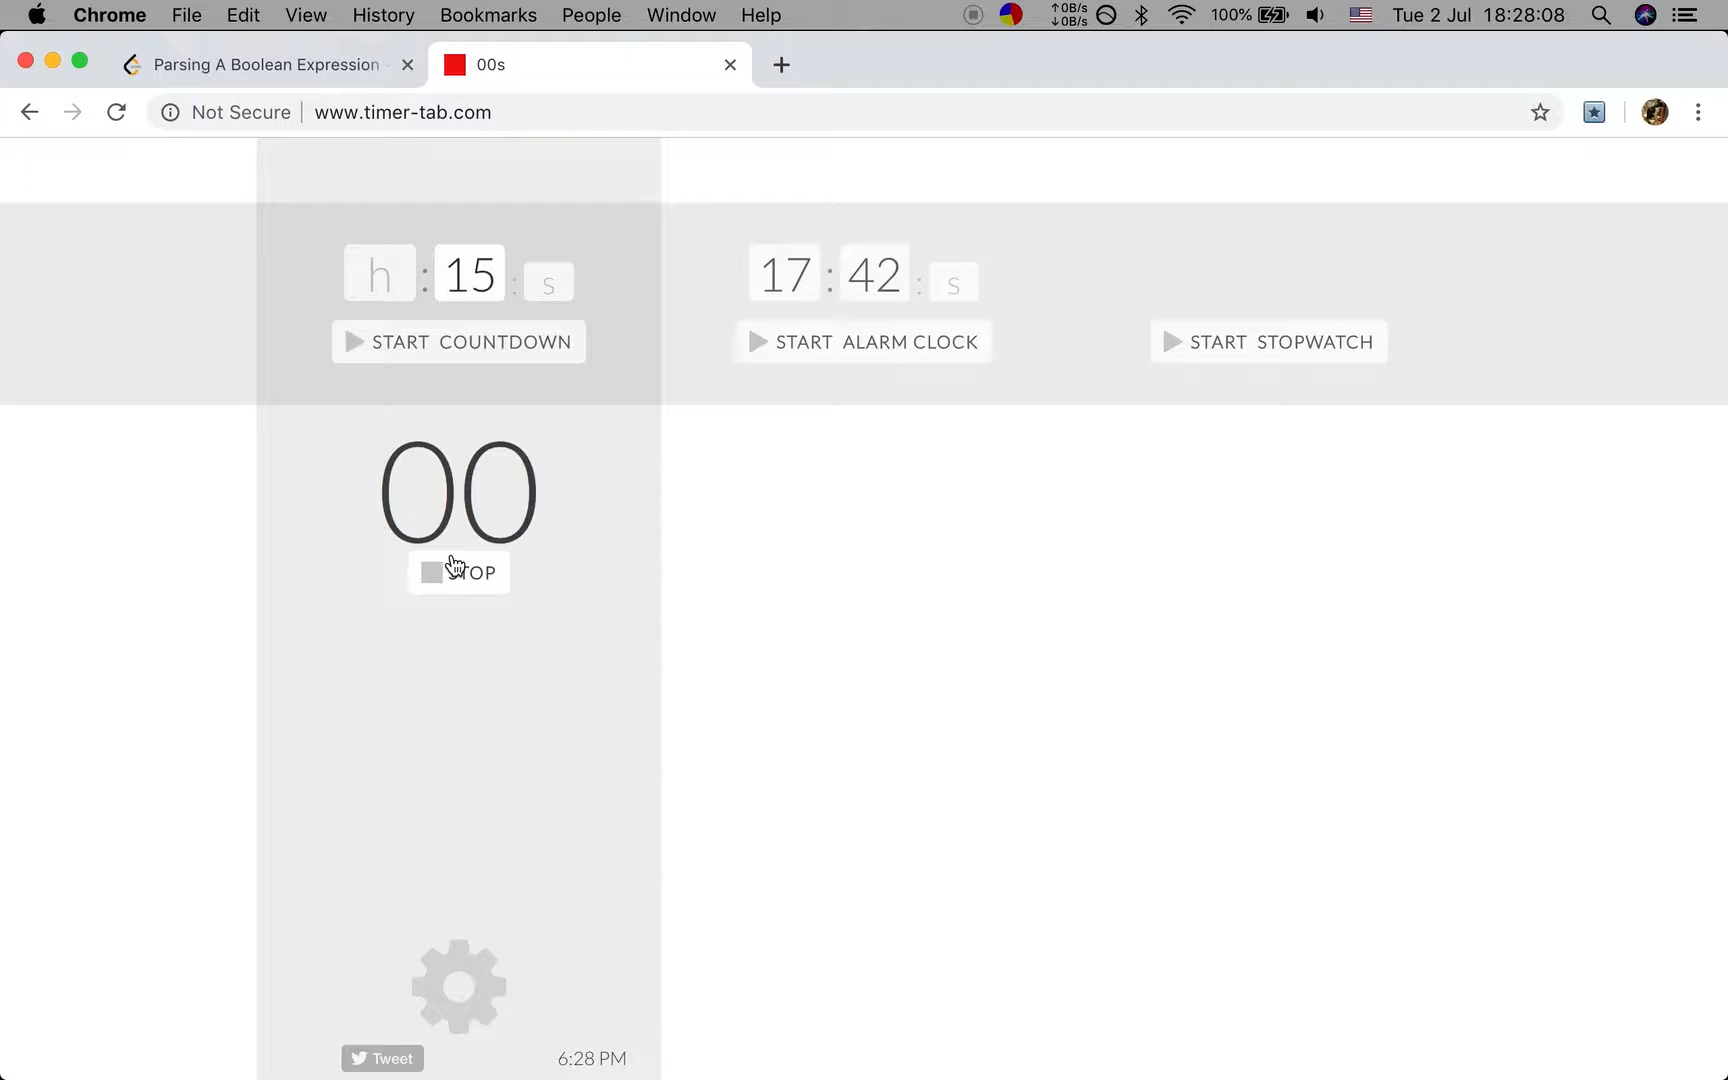 Chrome File Edit View History Bookmarks People Window Help ↑0B/s ↓0B/s 100% Tue 2 Jul 18:28:08
Parsing A Boolean Expression 00s
Not Secure www.timer-tab.com
h : 15 : s 17 : 42 : s
START COUNTDOWN START ALARM CLOCK START STOPWATCH
00
STOP
Tweet 6:28 PM